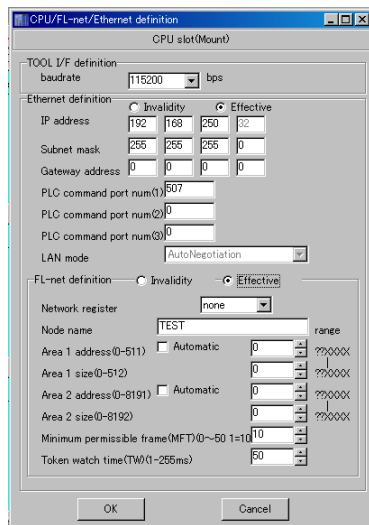 CPU/FL-net/Ethernet definition
CPU slot(Mount)
TOOL I/F definition
baudrate 115200 bps
Ethernet definition
Invalidity Effective
IP address 192 168 250 32
Subnet mask 255 255 255 0
Gateway address 0 0 0 0
PLC command port num(1) 507
PLC command port num(2) 0
PLC command port num(3) 0
LAN mode AutoNegotiation
FL-net definition Invalidity Effective
Network register none
Node name TEST range
Area 1 address(0-511) Automatic 0 ??XXXX
Area 1 size(0-512) 0 ??XXXX
Area 2 address(0-8191) Automatic 0 ??XXXX
Area 2 size(0-8192) 0 ??XXXX
Minimum permissible frame(MFT)(0~50 1=10 10
Token watch time(TW)(1-255ms) 50
OK Cancel